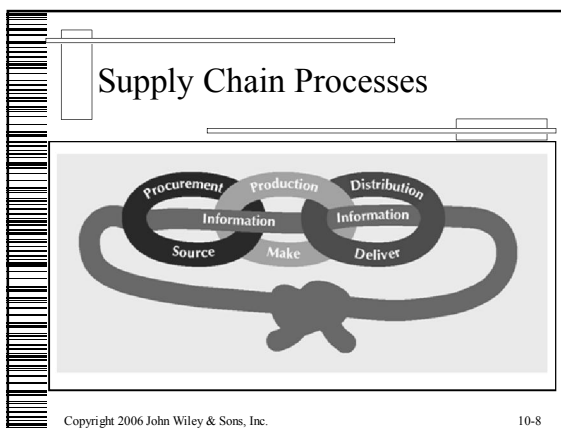 Supply Chain Processes
Procurement Production Distribution
Information Information
Source Make Deliver
Copyright 2006 John Wiley & Sons, Inc. 10-8